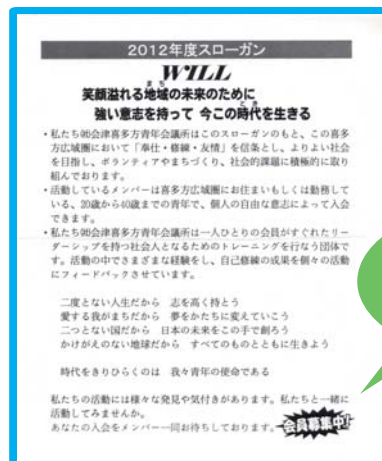 2012年度スローガン
WILL
笑顔溢れる地域のまち未来のために
強い意志を持って 今この時代ときを生きる
・私たち㈳会津喜多方青年会議所はこのスローガンのもと、この喜多
方広域圏において「奉仕・修練・友情」を信条とし、よりよい社会
を目指し、ボランティアやまちづくり、社会的課題に積極的に取り
組んでおります。
・活動しているメンバーは喜多方広域圏にお住まいもしくは勤務して
いる、20歳から40歳までの青年で、個人の自由な意志によって入会
できます。
・私たち㈳会津喜多方青年会議所は一人ひとりの会員がすぐれたリー
ダーシップを持つ社会人となるためのトレーニングを行なう団体で
す。活動の中でさまざまな経験をし、自己修練の成果を個々の活動
にフィードバックさせています。
二度とない人生だから 志を高く持とう
愛する我がまちだから 夢をかたちに変えていこう
二つとない国だから 日本の未来をこの手で創ろう
かけがえのない地球だから すべてのものとともに生きよう
時代をきりひらくのは 我々青年の使命である
私たちの活動には様々な発見や気付きがあります。私たちと一緒に
活動してみませんか。
あなたの入会をメンバー一同お待ちしております。
会員募集中!